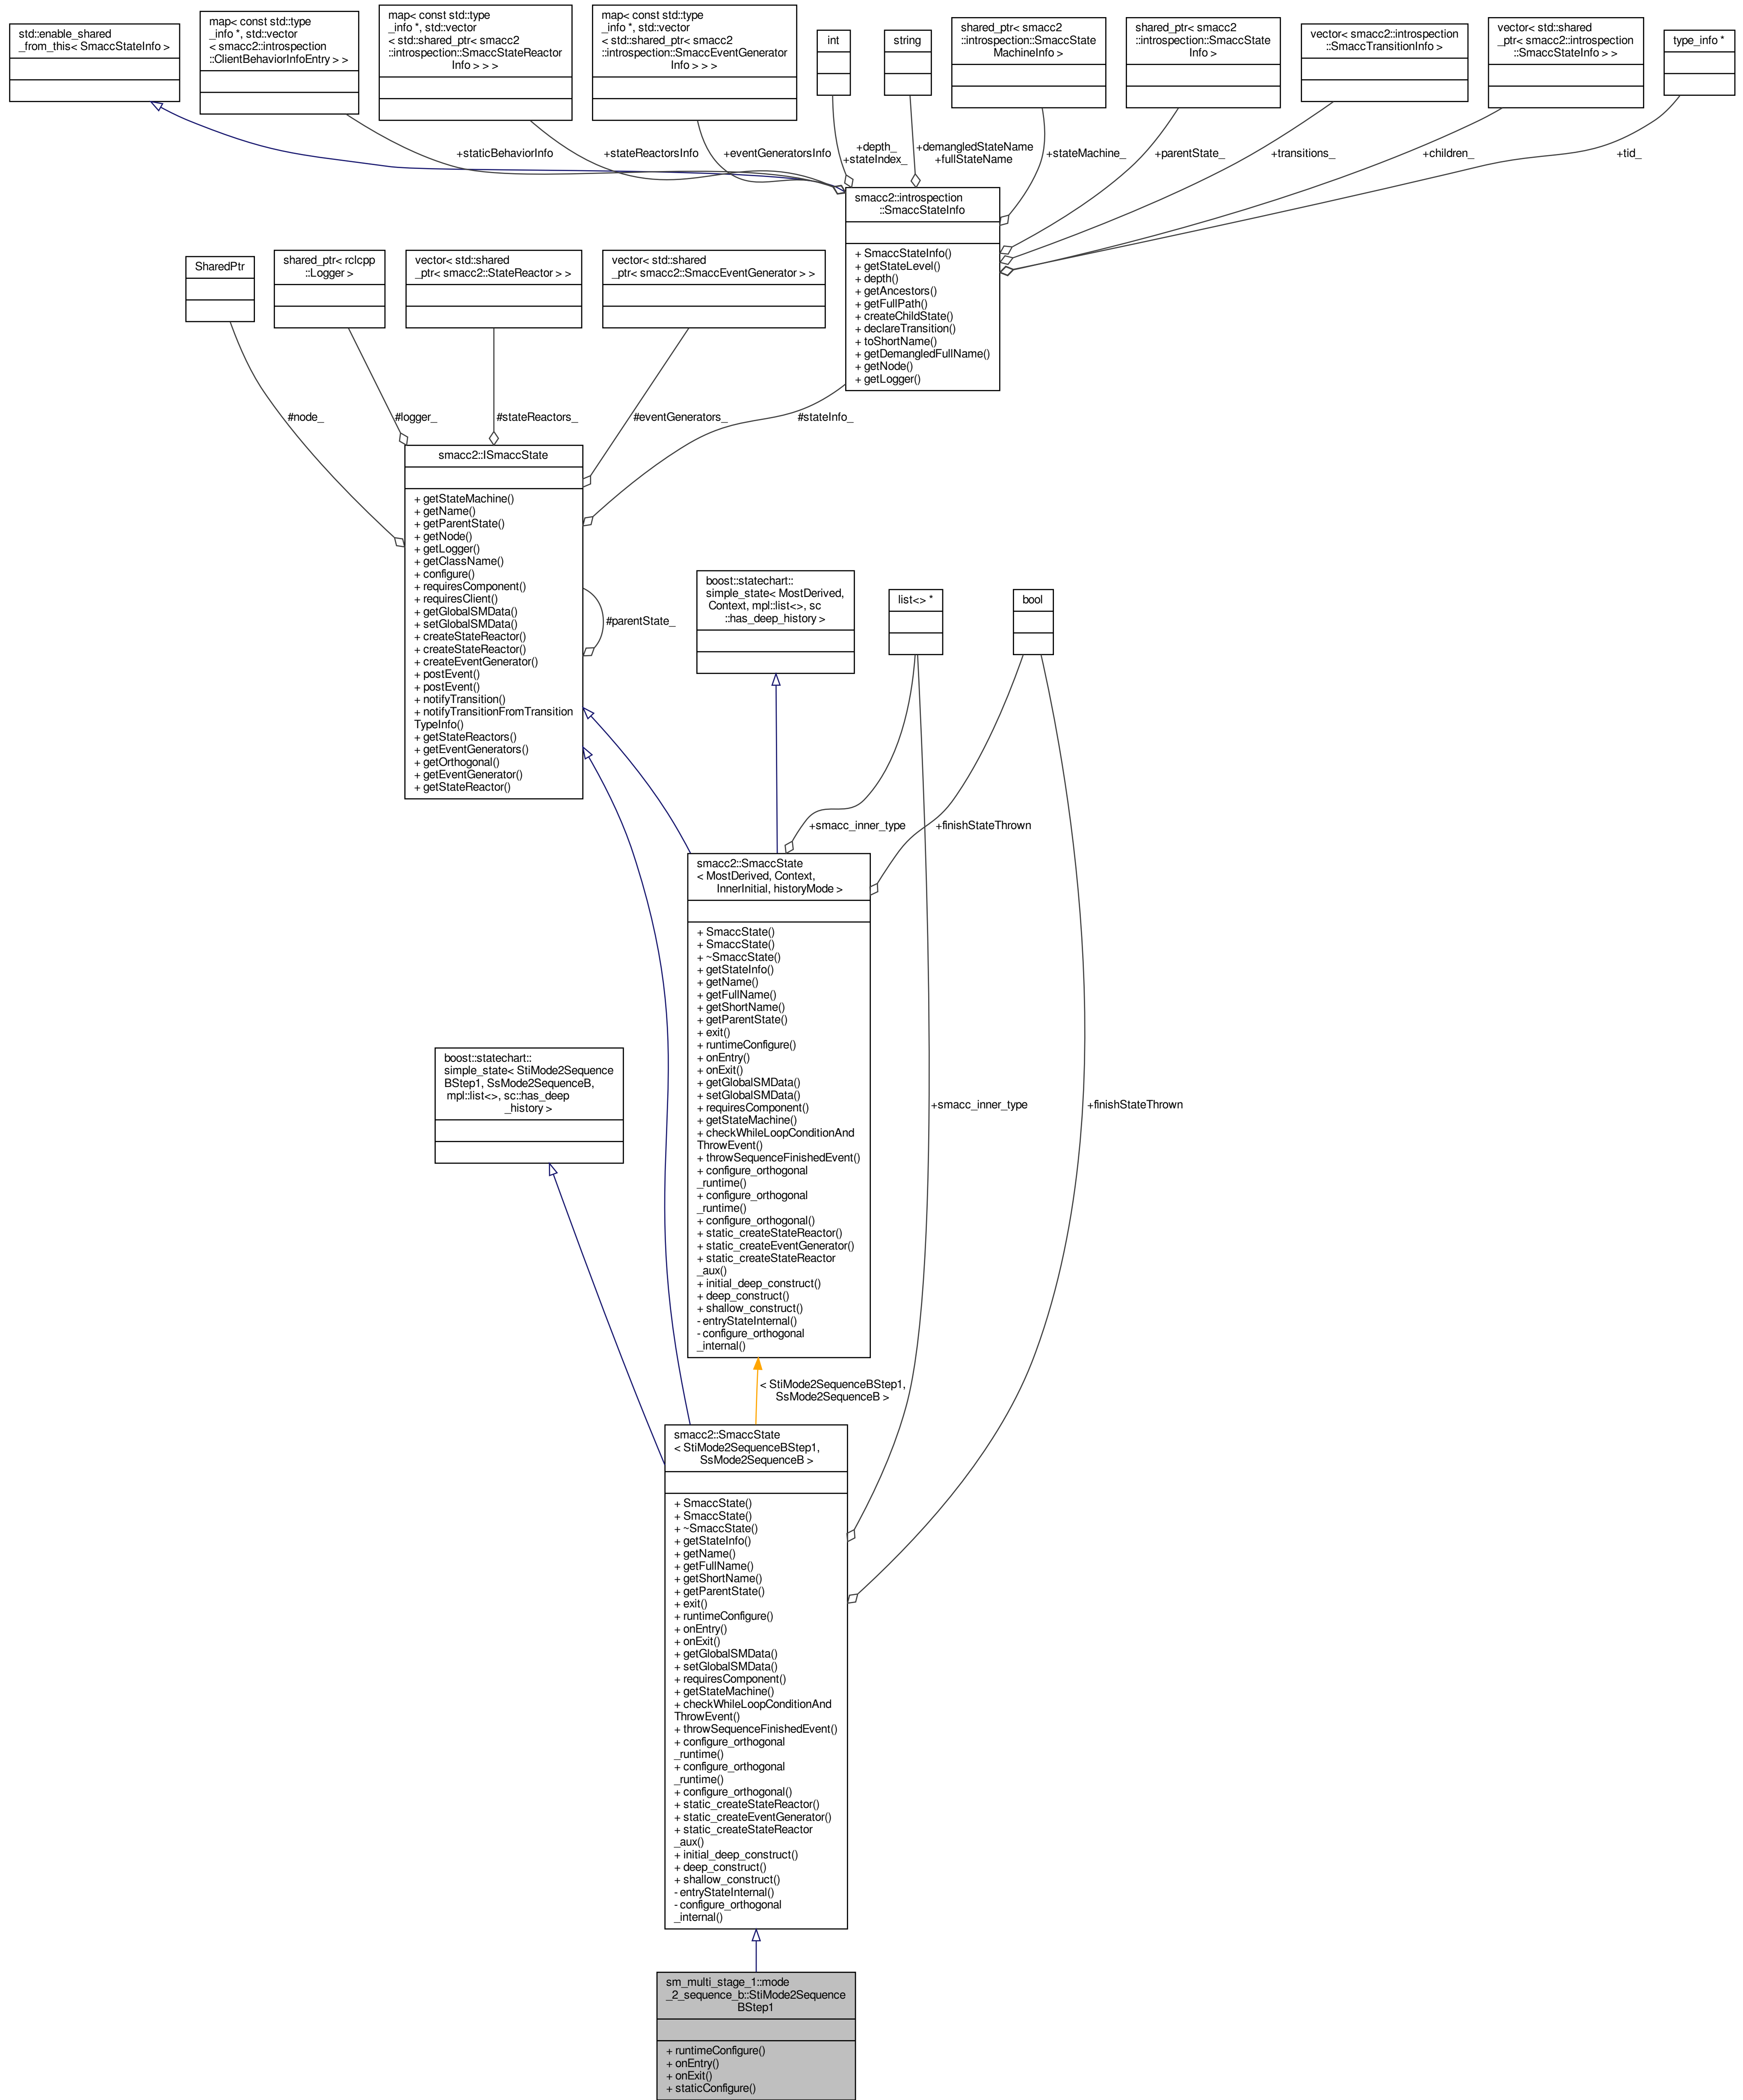 std::enable_shared
_from_this< SmaccStateInfo >
map< const std::type
_info *, std::vector
< smacc2::introspection
::ClientBehaviorInfoEntry > >
map< const std::type
_info *, std::vector
< std::shared_ptr< smacc2
::introspection::SmaccStateReactor
Info > > >
map< const std::type
_info *, std::vector
< std::shared_ptr< smacc2
::introspection::SmaccEventGenerator
Info > > >
int
string
shared_ptr< smacc2
::introspection::SmaccState
MachineInfo >
shared_ptr< smacc2
::introspection::SmaccState
Info >
vector< smacc2::introspection
::SmaccTransitionInfo >
vector< std::shared
_ptr< smacc2::introspection
::SmaccStateInfo > >
type_info *
+staticBehaviorInfo
+stateReactorsInfo
+eventGeneratorsInfo
+depth_
+stateIndex_
+demangledStateName
+fullStateName
+stateMachine_
+parentState_
+transitions_
+children_
+tid_
smacc2::introspection
::SmaccStateInfo
+ SmaccStateInfo()
+ getStateLevel()
+ depth()
+ getAncestors()
+ getFullPath()
+ createChildState()
+ declareTransition()
+ toShortName()
+ getDemangledFullName()
+ getNode()
+ getLogger()
SharedPtr
shared_ptr< rclcpp
::Logger >
vector< std::shared
_ptr< smacc2::StateReactor > >
vector< std::shared
_ptr< smacc2::SmaccEventGenerator > >
#node_
#logger_
#stateReactors_
#eventGenerators_
#stateInfo_
smacc2::ISmaccState
+ getStateMachine()
+ getName()
+ getParentState()
+ getNode()
+ getLogger()
+ getClassName()
+ configure()
+ requiresComponent()
+ requiresClient()
+ getGlobalSMData()
+ setGlobalSMData()
+ createStateReactor()
+ createStateReactor()
+ createEventGenerator()
+ postEvent()
+ postEvent()
+ notifyTransition()
+ notifyTransitionFromTransition
TypeInfo()
+ getStateReactors()
+ getEventGenerators()
+ getOrthogonal()
+ getEventGenerator()
+ getStateReactor()
#parentState_
boost::statechart::
simple_state< MostDerived,
Context, mpl::list<>, sc
::has_deep_history >
list<> *
bool
+smacc_inner_type
+finishStateThrown
smacc2::SmaccState
< MostDerived, Context,
InnerInitial, historyMode >
+ SmaccState()
+ SmaccState()
+ ~SmaccState()
+ getStateInfo()
+ getName()
+ getFullName()
+ getShortName()
+ getParentState()
+ exit()
+ runtimeConfigure()
+ onEntry()
+ onExit()
+ getGlobalSMData()
+ setGlobalSMData()
+ requiresComponent()
+ getStateMachine()
+ checkWhileLoopConditionAnd
ThrowEvent()
+ throwSequenceFinishedEvent()
+ configure_orthogonal
_runtime()
+ configure_orthogonal
_runtime()
+ configure_orthogonal()
+ static_createStateReactor()
+ static_createEventGenerator()
+ static_createStateReactor
_aux()
+ initial_deep_construct()
+ deep_construct()
+ shallow_construct()
- entryStateInternal()
- configure_orthogonal
_internal()
boost::statechart::
simple_state< StiMode2Sequence
BStep1, SsMode2SequenceB,
mpl::list<>, sc::has_deep
_history >
+smacc_inner_type
+finishStateThrown
< StiMode2SequenceBStep1,
SsMode2SequenceB >
smacc2::SmaccState
< StiMode2SequenceBStep1,
SsMode2SequenceB >
+ SmaccState()
+ SmaccState()
+ ~SmaccState()
+ getStateInfo()
+ getName()
+ getFullName()
+ getShortName()
+ getParentState()
+ exit()
+ runtimeConfigure()
+ onEntry()
+ onExit()
+ getGlobalSMData()
+ setGlobalSMData()
+ requiresComponent()
+ getStateMachine()
+ checkWhileLoopConditionAnd
ThrowEvent()
+ throwSequenceFinishedEvent()
+ configure_orthogonal
_runtime()
+ configure_orthogonal
_runtime()
+ configure_orthogonal()
+ static_createStateReactor()
+ static_createEventGenerator()
+ static_createStateReactor
_aux()
+ initial_deep_construct()
+ deep_construct()
+ shallow_construct()
- entryStateInternal()
- configure_orthogonal
_internal()
sm_multi_stage_1::mode
_2_sequence_b::StiMode2Sequence
BStep1
+ runtimeConfigure()
+ onEntry()
+ onExit()
+ staticConfigure()